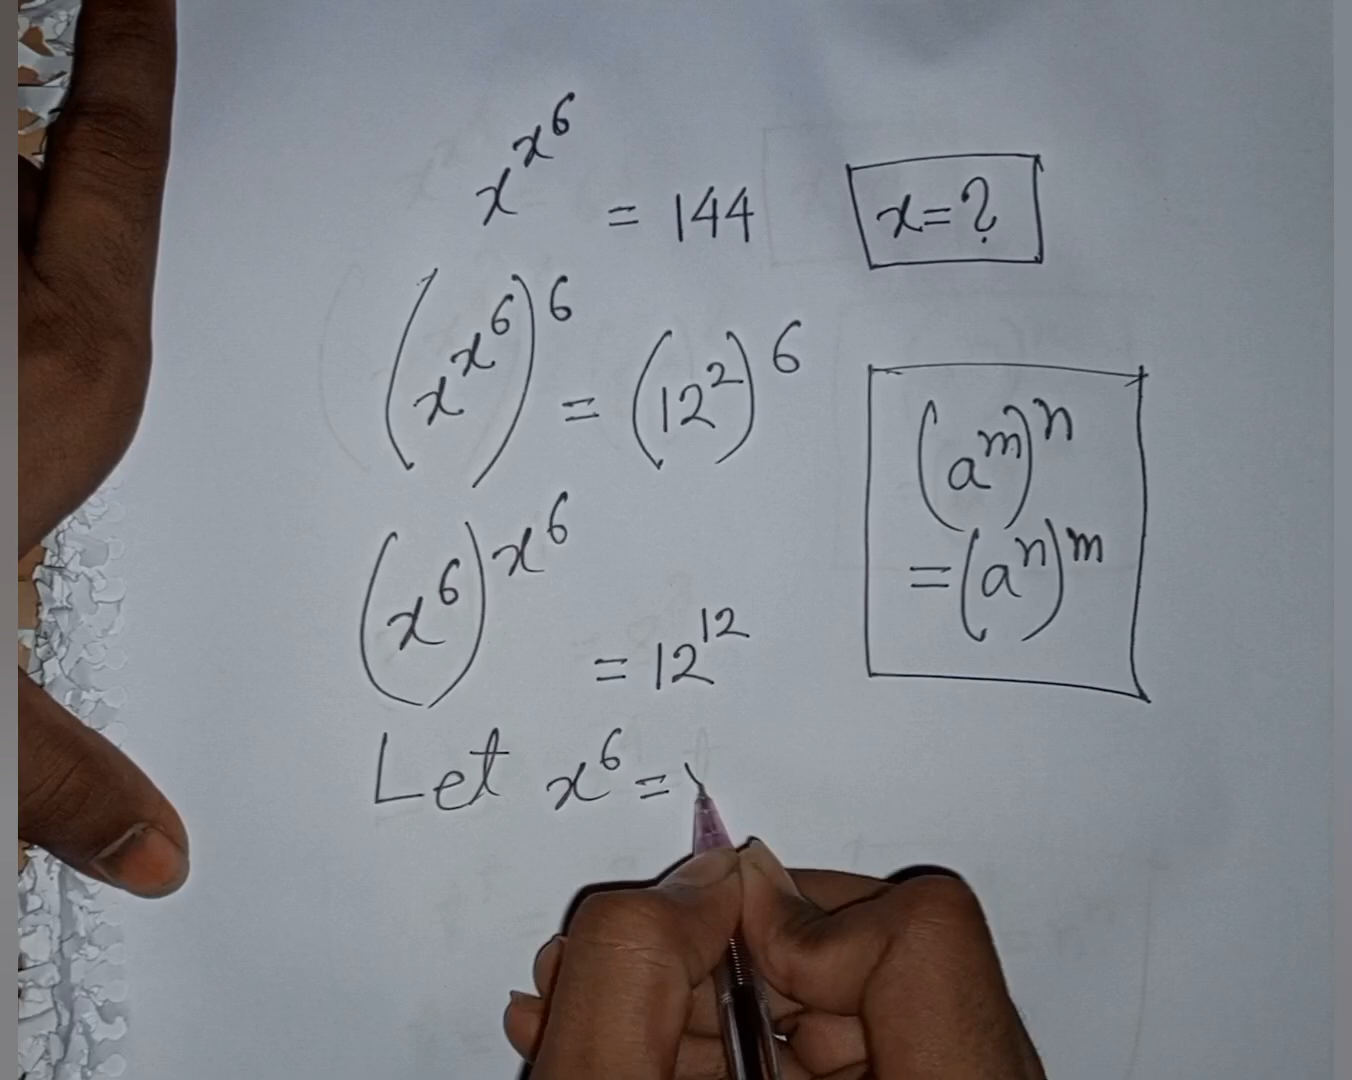 x^{x^6} = 144
x = ?
(x^{x^6})^6 = (12^2)^6
(x^6)^{x^6} = 12^{12}
Let x^6 =
(a^m)^n
= (a^n)^m